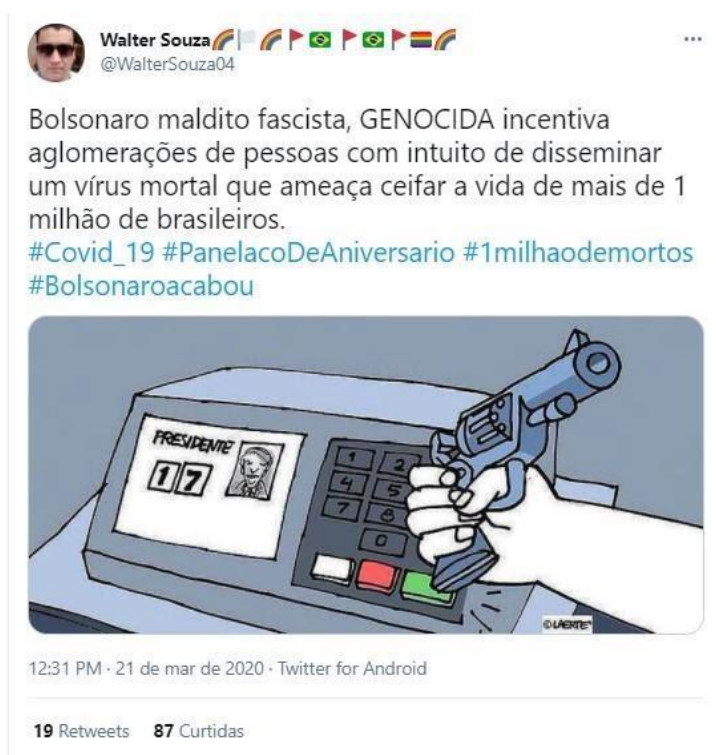 Walter Souza
@WalterSouza04
Bolsonaro maldito fascista, GENOCIDA incentiva
aglomerações de pessoas com intuito de disseminar
um vírus mortal que ameaça ceifar a vida de mais de 1
milhão de brasileiros.
#Covid_19 #PanelacoDeAniversario #1milhaodemortos
#Bolsonaroacabou
PRESIDENTE
17
1 2
4 5
7 8
0
©LAERTE
12:31 PM · 21 de mar de 2020 · Twitter for Android
19 Retweets 87 Curtidas